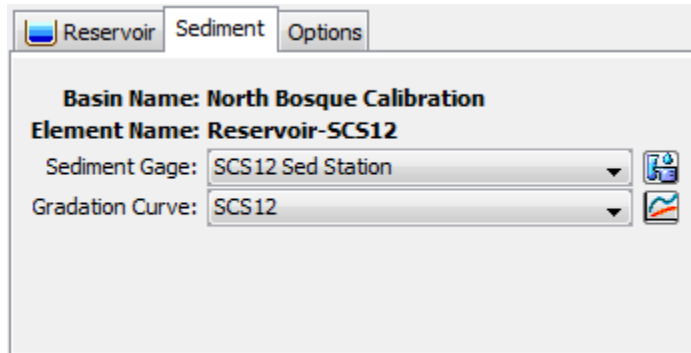 Reservoir Sediment Options
Basin Name: North Bosque Calibration
Element Name: Reservoir-SCS12
Sediment Gage: SCS12 Sed Station
Gradation Curve: SCS12